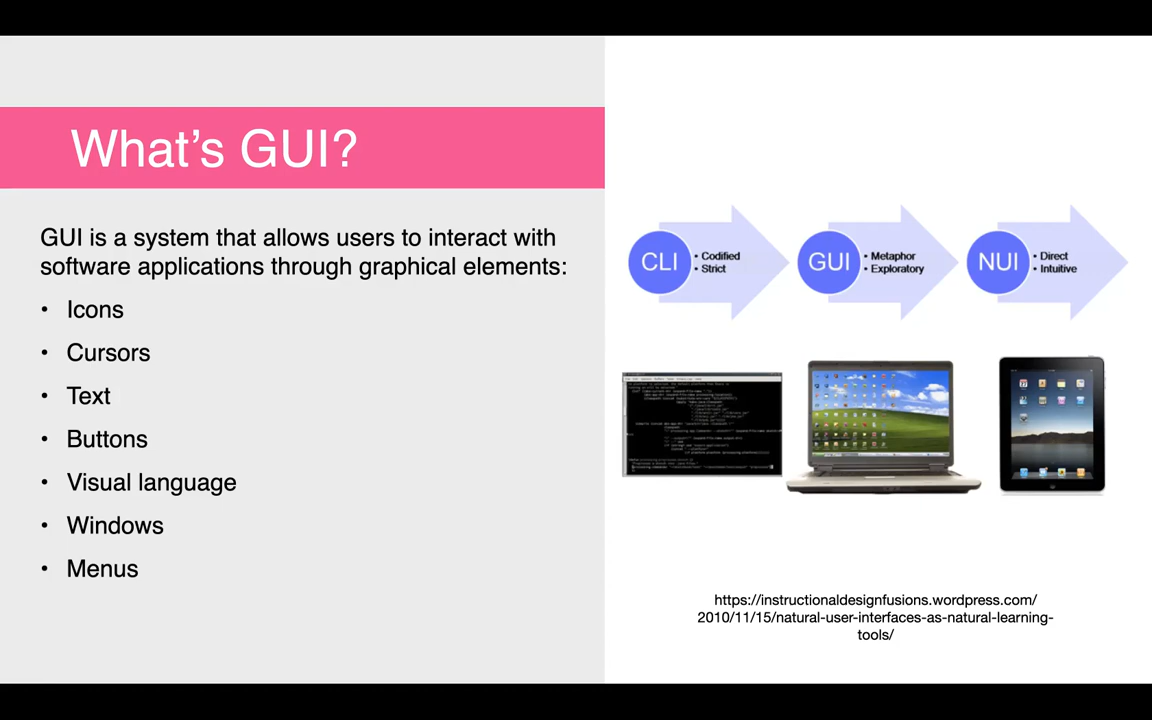 What's GUI?
GUI is a system that allows users to interact with
software applications through graphical elements:
• Icons
• Cursors
• Text
• Buttons
• Visual language
• Windows
• Menus
CLI
• Codified
• Strict
GUI
• Metaphor
• Exploratory
NUI
• Direct
• Intuitive
https://instructionaldesignfusions.wordpress.com/
2010/11/15/natural-user-interfaces-as-natural-learning-
tools/